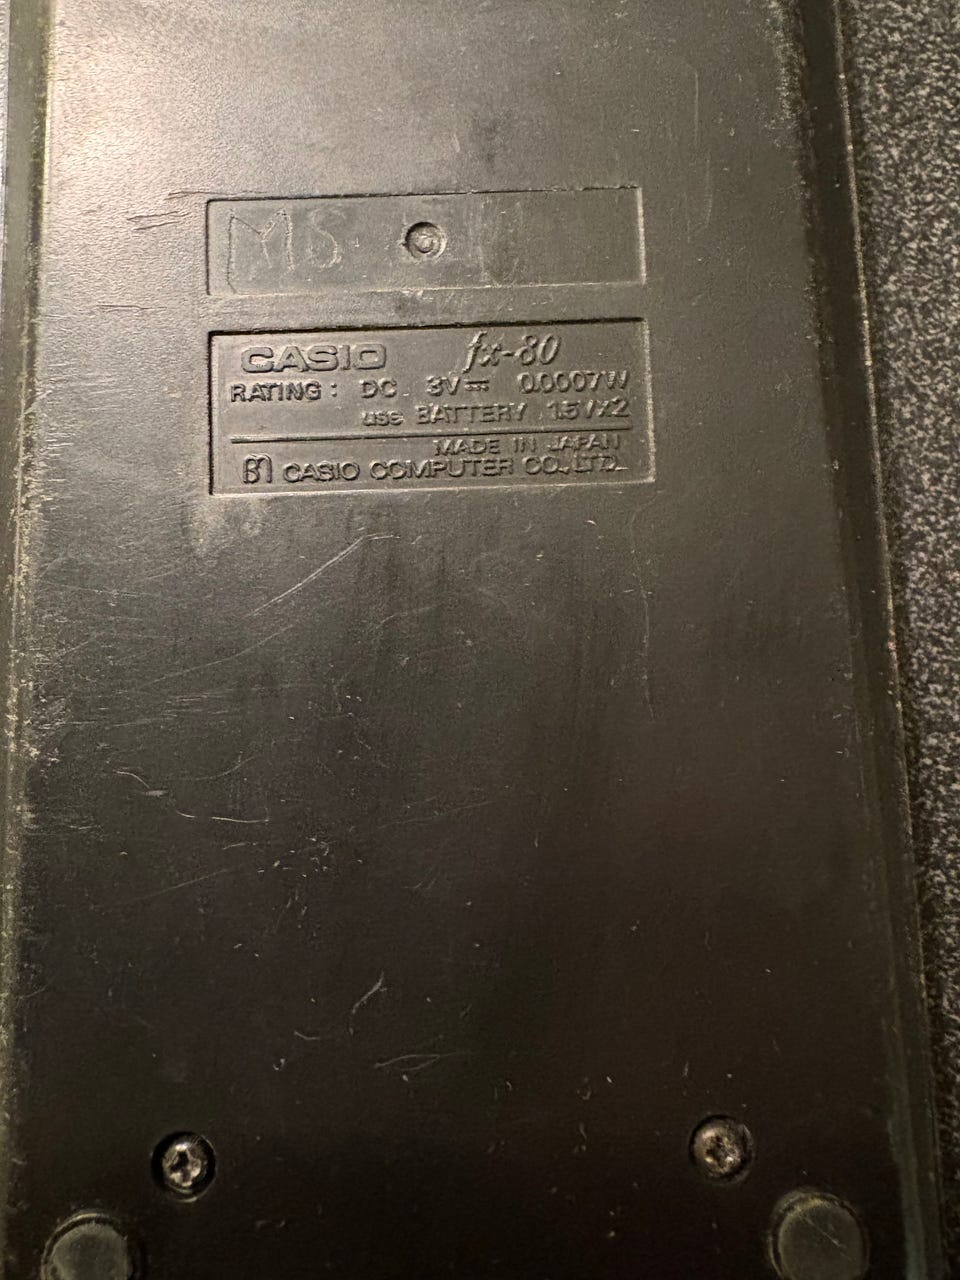 MS
CASIO fx-80
RATING: DC 3V⎓ 0.0007W
use BATTERY 1.5V×2
MADE IN JAPAN
CASIO COMPUTER CO., LTD.